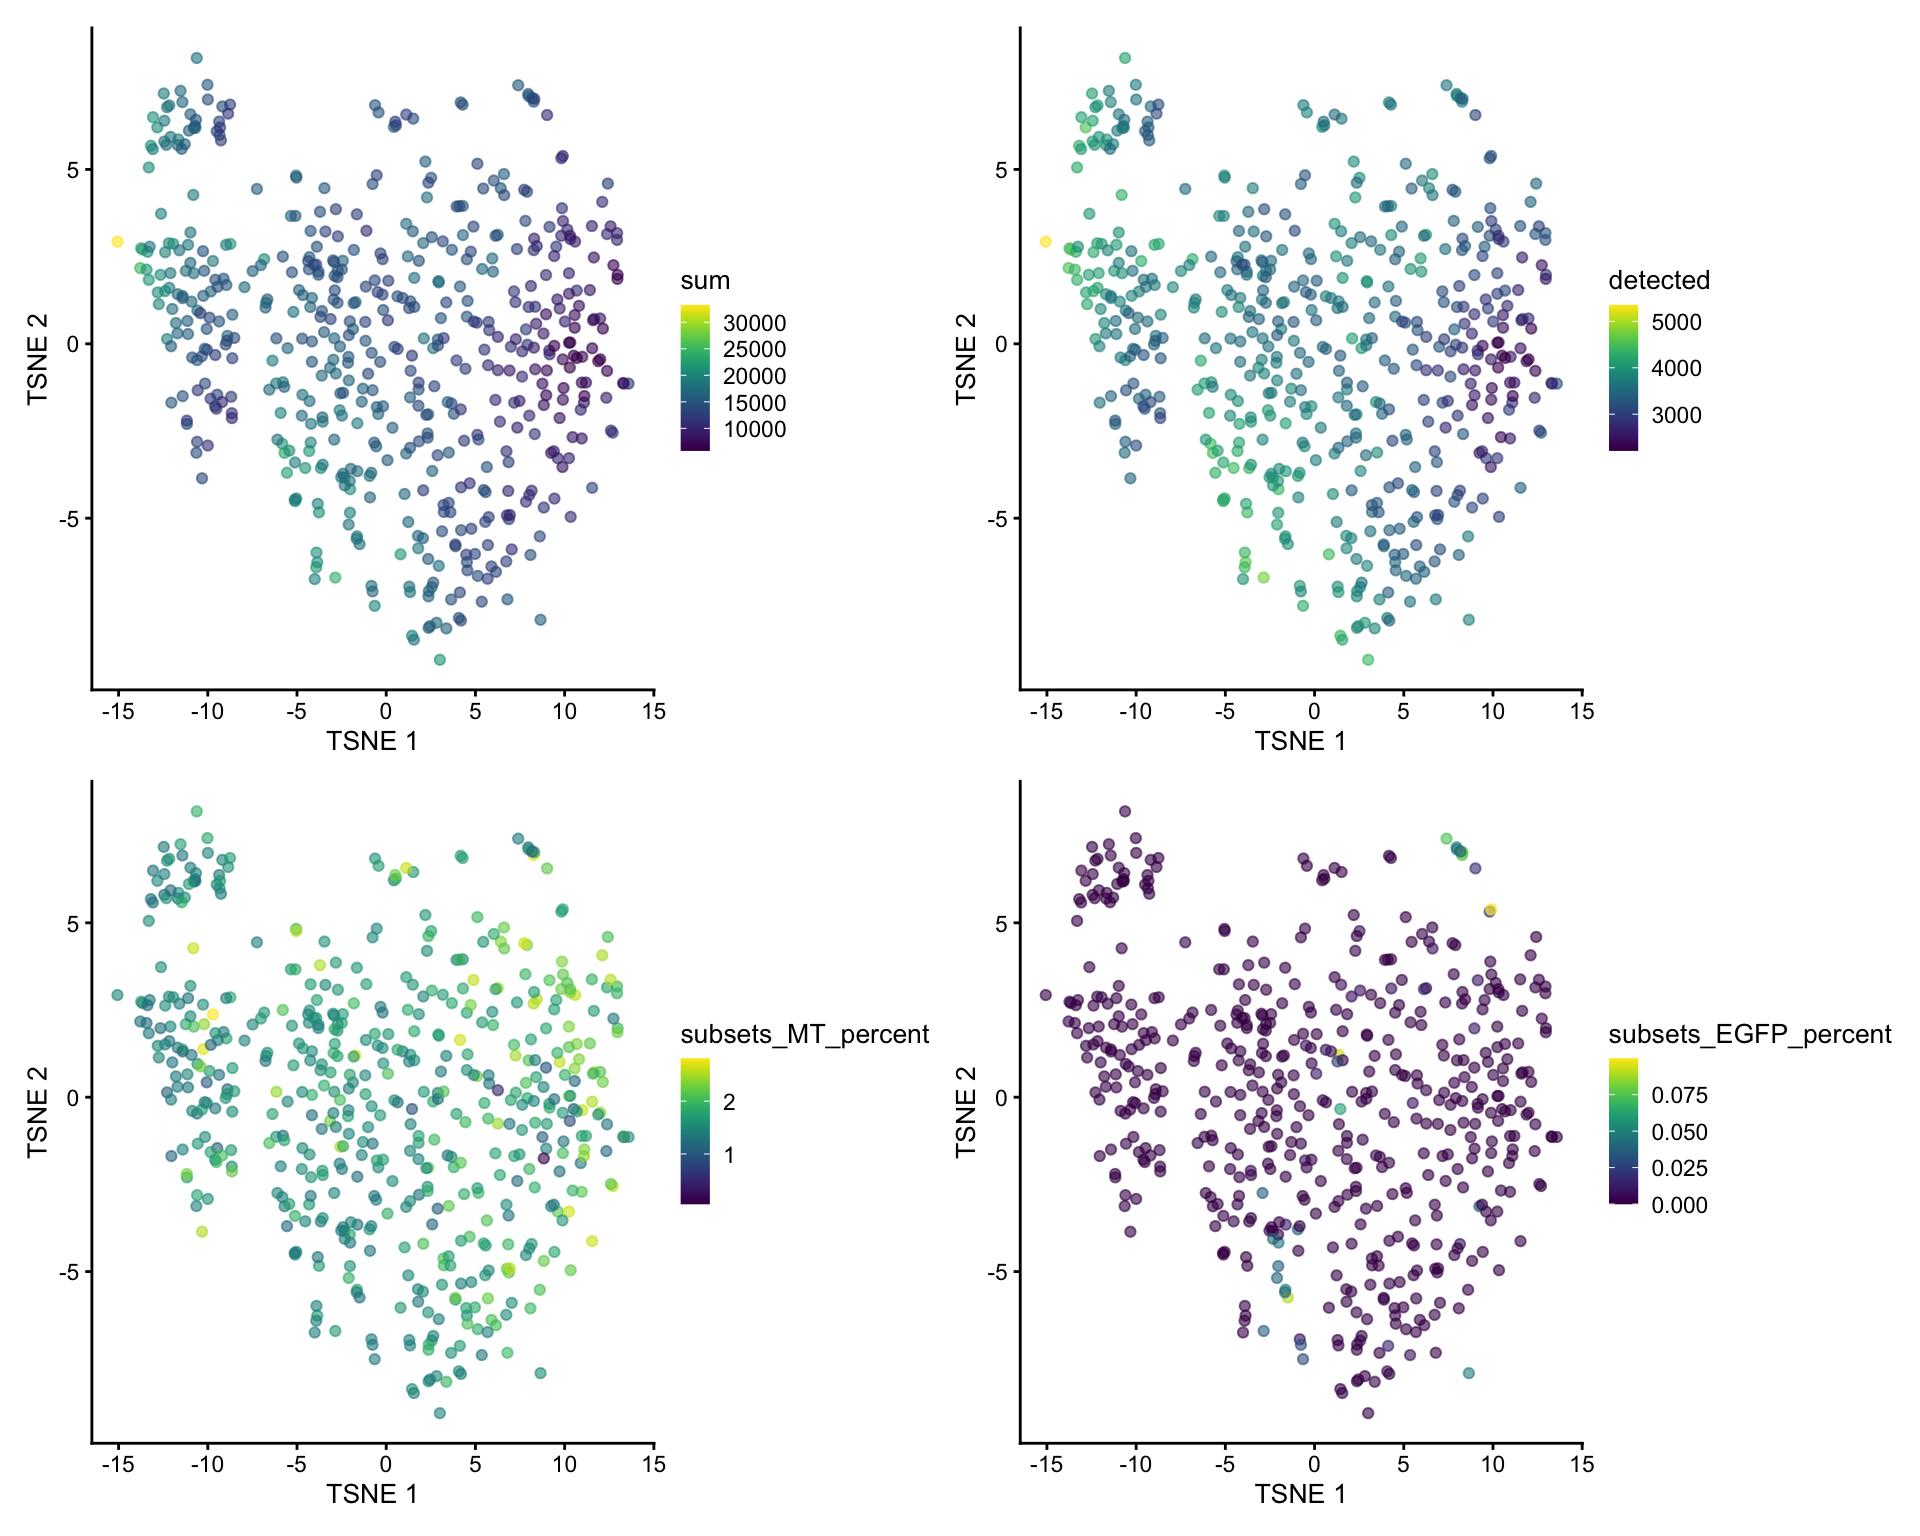 5
0
-5
TSNE 2
-15 -10 -5 0 5 10 15
TSNE 1
sum
30000
25000
20000
15000
10000
5
0
-5
TSNE 2
-15 -10 -5 0 5 10 15
TSNE 1
detected
5000
4000
3000
5
0
-5
TSNE 2
-15 -10 -5 0 5 10 15
TSNE 1
subsets_MT_percent
2
1
5
0
-5
TSNE 2
-15 -10 -5 0 5 10 15
TSNE 1
subsets_EGFP_percent
0.075
0.050
0.025
0.000